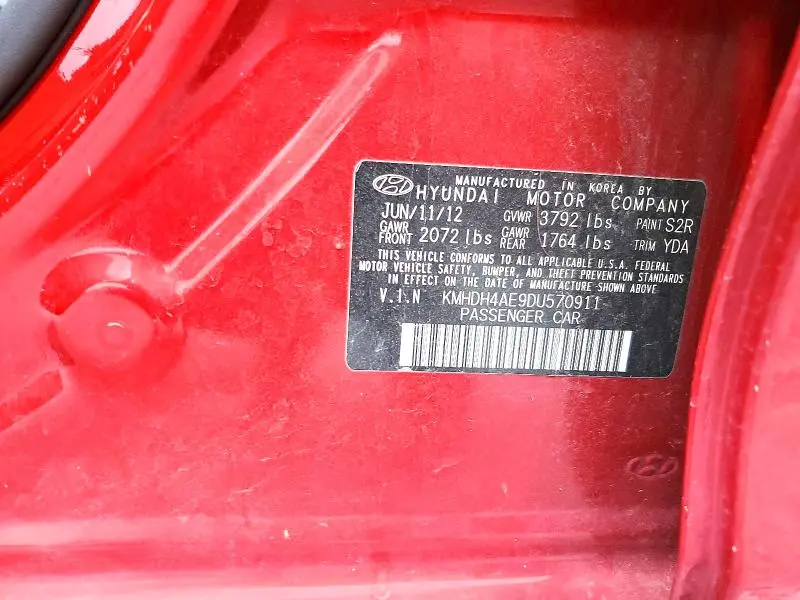 MANUFACTURED IN KOREA BY
HYUNDAI MOTOR COMPANY
JUN/11/12 GVWR 3792 lbs PAINT S2R
GAWR FRONT 2072 lbs GAWR REAR 1764 lbs TRIM YDA
THIS VEHICLE CONFORMS TO ALL APPLICABLE U.S.A. FEDERAL
MOTOR VEHICLE SAFETY, BUMPER, AND THEFT PREVENTION STANDARDS
IN EFFECT ON THE DATE OF MANUFACTURE SHOWN ABOVE
V.I.N KMHDH4AE9DU570911
PASSENGER CAR